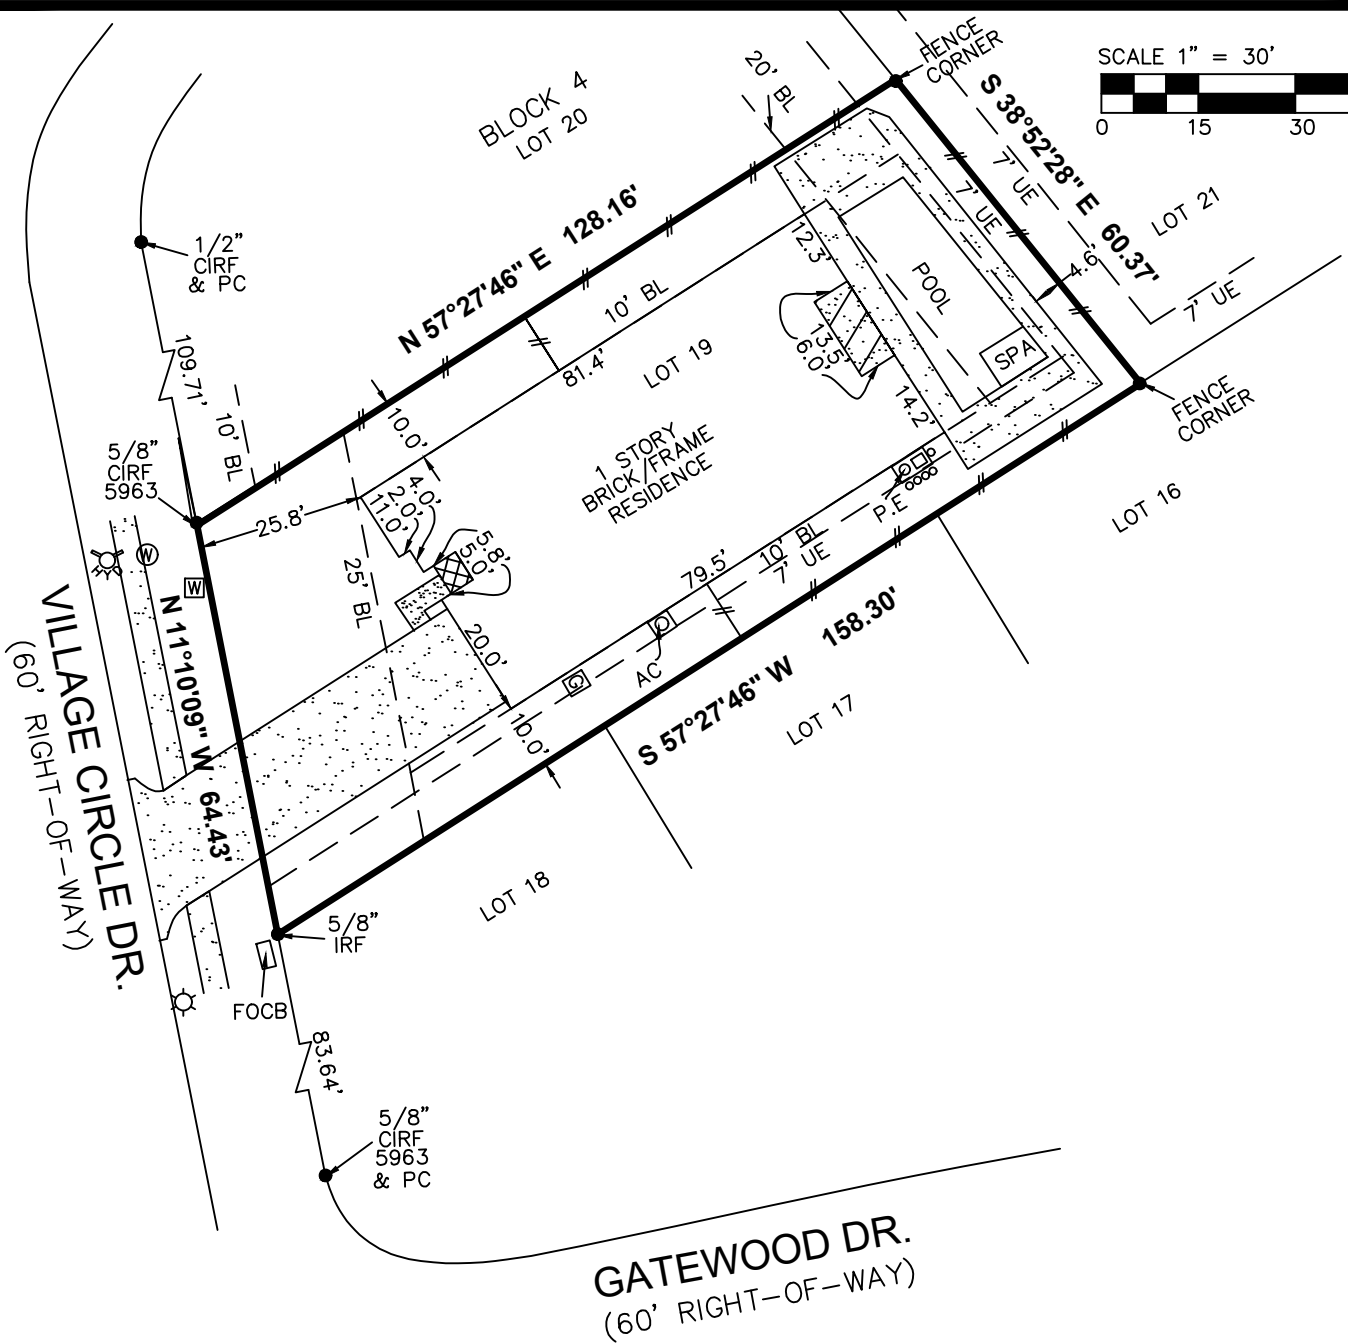 SCALE 1" = 30'
0 15 30
FENCE
CORNER
20' BL
BLOCK 4
LOT 20
S 38°52'28" E 60.37'
7' UE
7' UE
LOT 21
4.6'
7' UE
1/2"
CIRF
& PC
N 57°27'46" E 128.16'
10' BL
12.3'
POOL
SPA
109.71'
10' BL
81.4'
LOT 19
13.5'
6.0'
14.2'
FENCE
CORNER
10.0'
5/8"
CIRF
5963
25.8'
4.0'
2.0'
11.0'
5.8'
5.0'
1 STORY
BRICK/FRAME
RESIDENCE
P.E
LOT 16
W
W
25' BL
79.5'
10' BL
7' UE
20.0'
AC
G
10.0'
158.30'
S 57°27'46" W
LOT 17
VILLAGE CIRCLE DR.
(60' RIGHT-OF-WAY)
N 11°10'09" W 64.43'
LOT 18
5/8"
IRF
FOCB
83.64'
5/8"
CIRF
5963
& PC
GATEWOOD DR.
(60' RIGHT-OF-WAY)